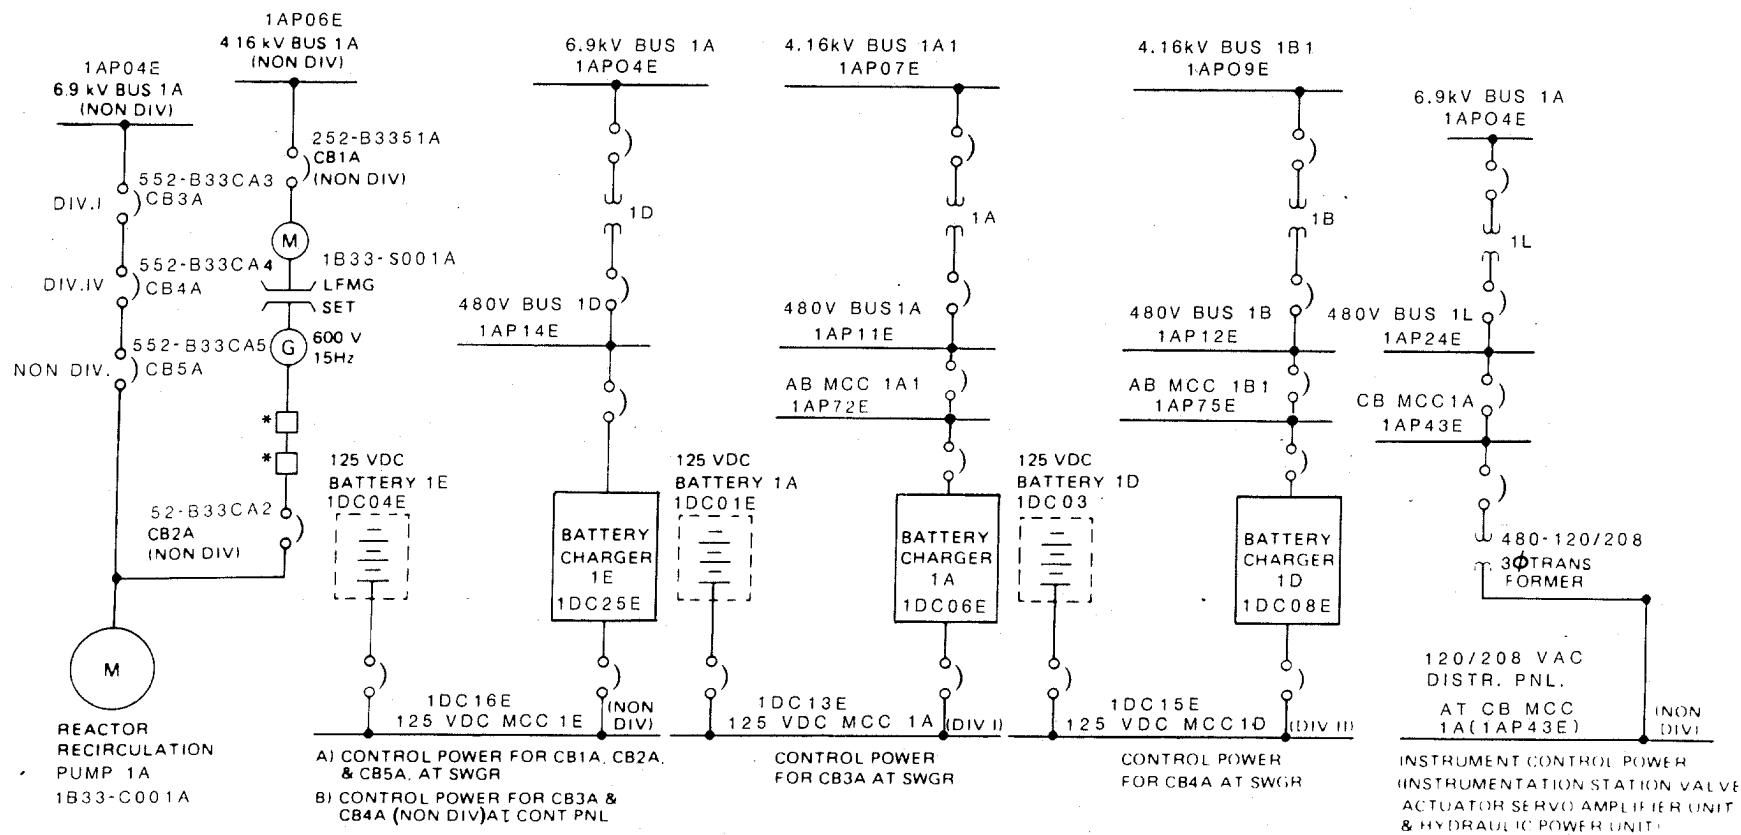 1AP06E
4.16 kV BUS 1A
(NON DIV)
1AP04E
6.9 kV BUS 1A
(NON DIV)
252-B3351A
CB1A
(NON DIV)
DIV.I
552-B33CA3
CB3A
M
1B33-S001A
LFMG
SET
DIV.IV
552-B33CA4
CB4A
G
600 V
15Hz
NON DIV.
552-B33CA5
CB5A
*
*
52-B33CA2
CB2A
(NON DIV)
M
REACTOR
RECIRCULATION
PUMP 1A
1B33-C001A
6.9kV BUS 1A
1APO4E
1D
480V BUS 1D
1AP14E
125 VDC
BATTERY 1E
1DC04E
BATTERY
CHARGER
1E
1DC25E
1DC16E
125 VDC MCC 1E
(NON
DIV)
A) CONTROL POWER FOR CB1A, CB2A,
& CB5A, AT SWGR
B) CONTROL POWER FOR CB3A &
CB4A (NON DIV)AT CONT PNL
4.16kV BUS 1A1
1AP07E
1A
480V BUS1A
1AP11E
AB MCC 1A1
1AP72E
125 VDC
BATTERY 1A
1DC01E
BATTERY
CHARGER
1A
1DC06E
1DC13E
125 VDC MCC 1A
(DIV I)
CONTROL POWER
FOR CB3A AT SWGR
4.16kV BUS 1B1
1APO9E
1B
480V BUS 1B
1AP12E
AB MCC 1B1
1AP75E
125 VDC
BATTERY 1D
1DC03
BATTERY
CHARGER
1D
1DC08E
1DC15E
125 VDC MCC1D
(DIV II)
CONTROL POWER
FOR CB4A AT SWGR
6.9kV BUS 1A
1APO4E
1L
480V BUS 1L
1AP24E
CB MCC1A
1AP43E
480-120/208
3ϕTRANS
FORMER
120/208 VAC
DISTR. PNL.
AT CB MCC
1A(1AP43E)
(NON
DIV)
INSTRUMENT CONTROL POWER
(INSTRUMENTATION STATION VALVE
ACTUATOR SERVO AMPLIFIER UNIT
& HYDRAULIC POWER UNIT)